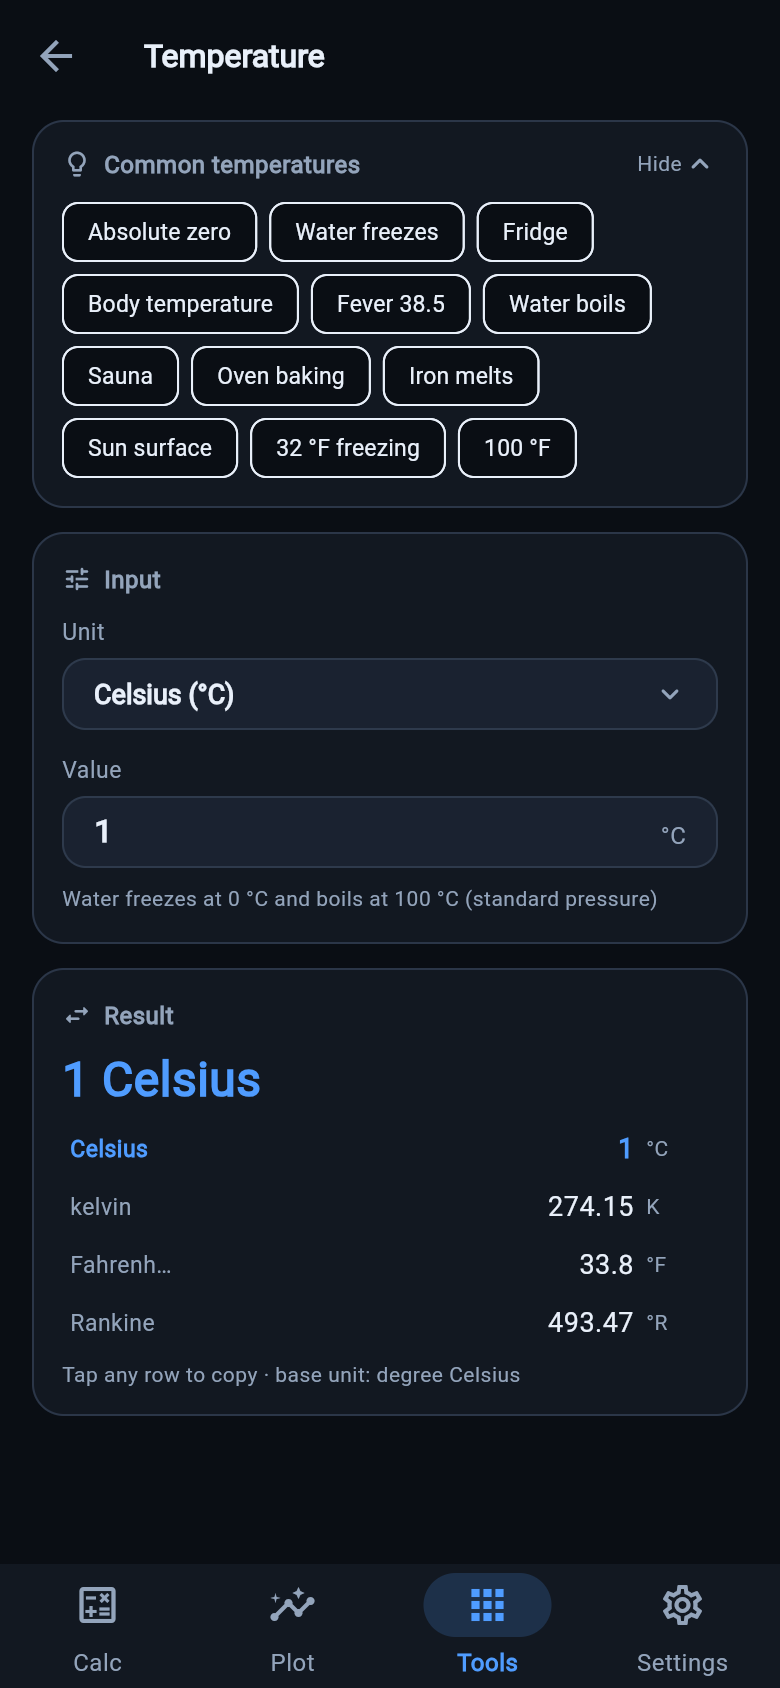 Temperature
Common temperatures Hide
Absolute zero Water freezes Fridge
Body temperature Fever 38.5 Water boils
Sauna Oven baking Iron melts
Sun surface 32 °F freezing 100 °F
Input
Unit
Celsius (°C)
Value
1 °C
Water freezes at 0 °C and boils at 100 °C (standard pressure)
Result
1 Celsius
Celsius 1 °C
kelvin 274.15 K
Fahrenh... 33.8 °F
Rankine 493.47 °R
Tap any row to copy · base unit: degree Celsius
Calc Plot Tools Settings